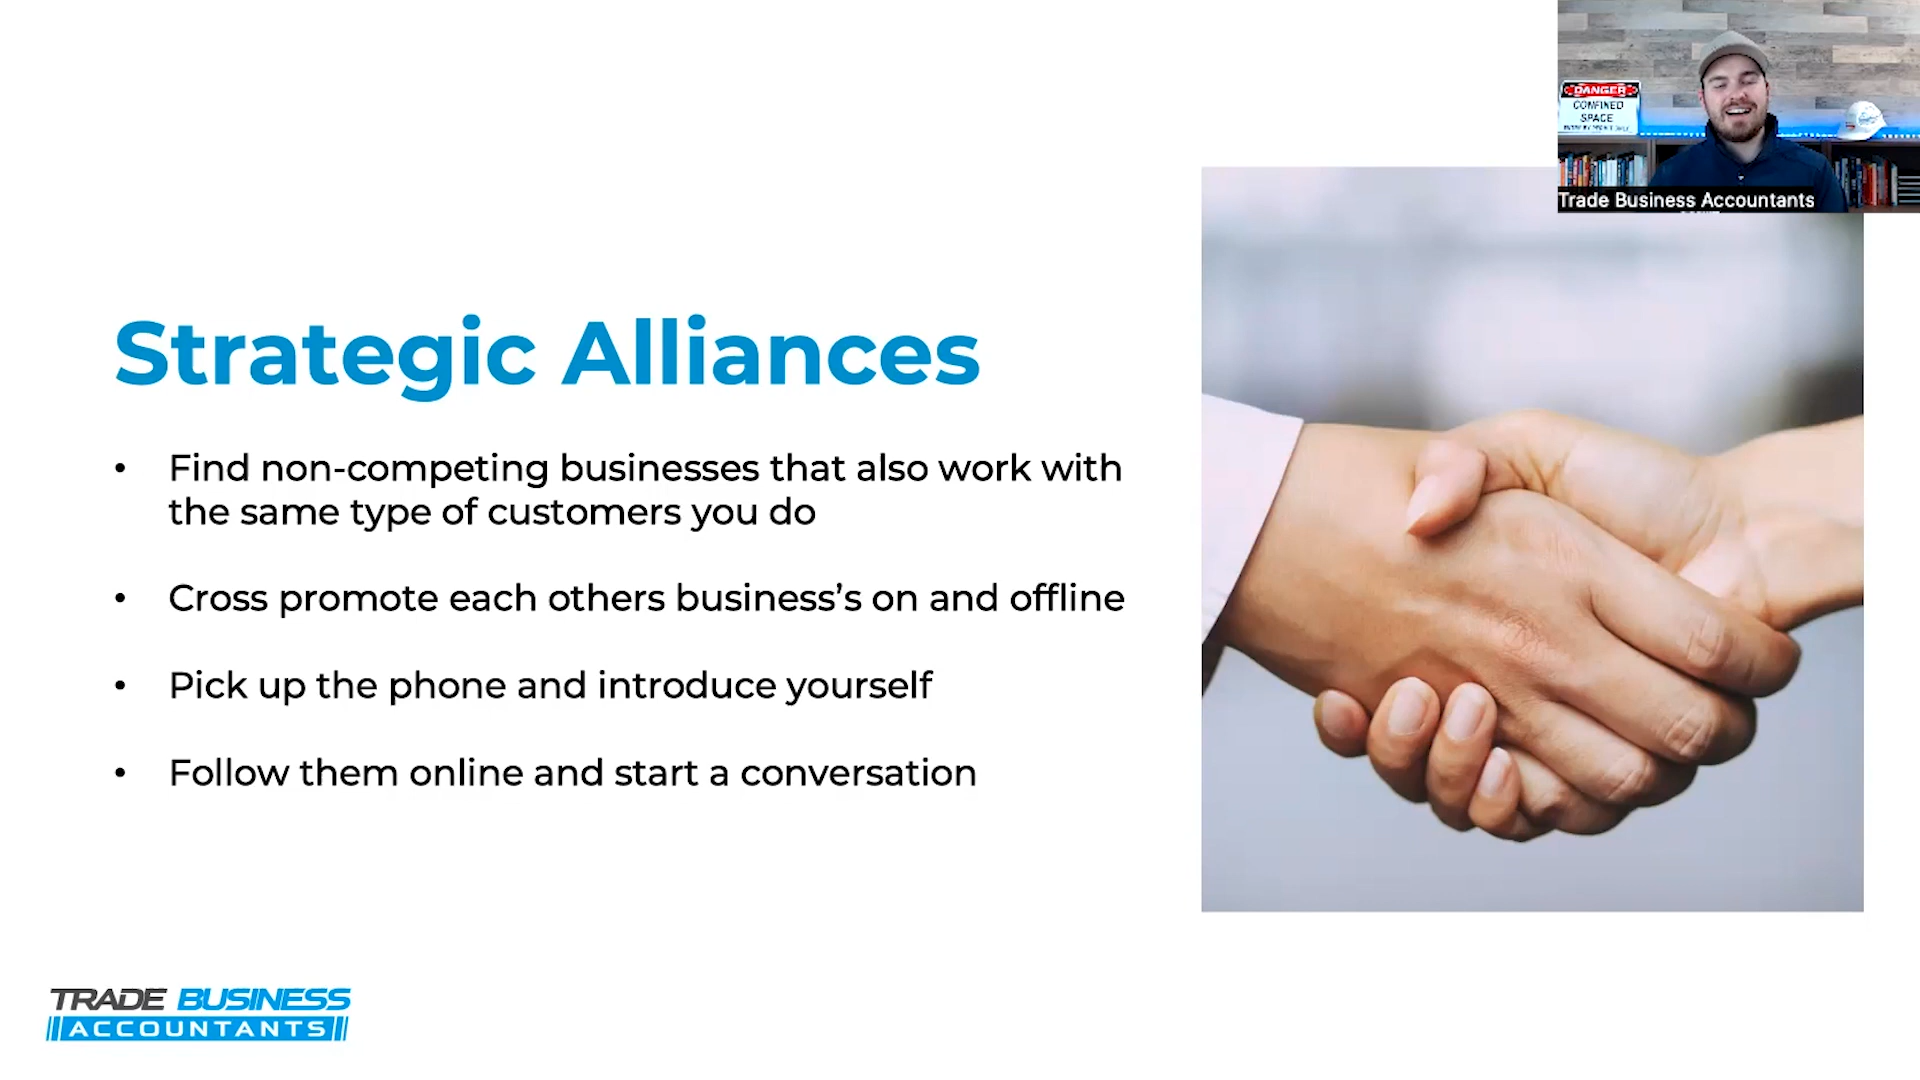 DANGER
CONFINED
SPACE
Trade Business Accountants
Strategic Alliances
• Find non-competing businesses that also work with
the same type of customers you do
• Cross promote each others business’s on and offline
• Pick up the phone and introduce yourself
• Follow them online and start a conversation
TRADE BUSINESS
ACCOUNTANTS